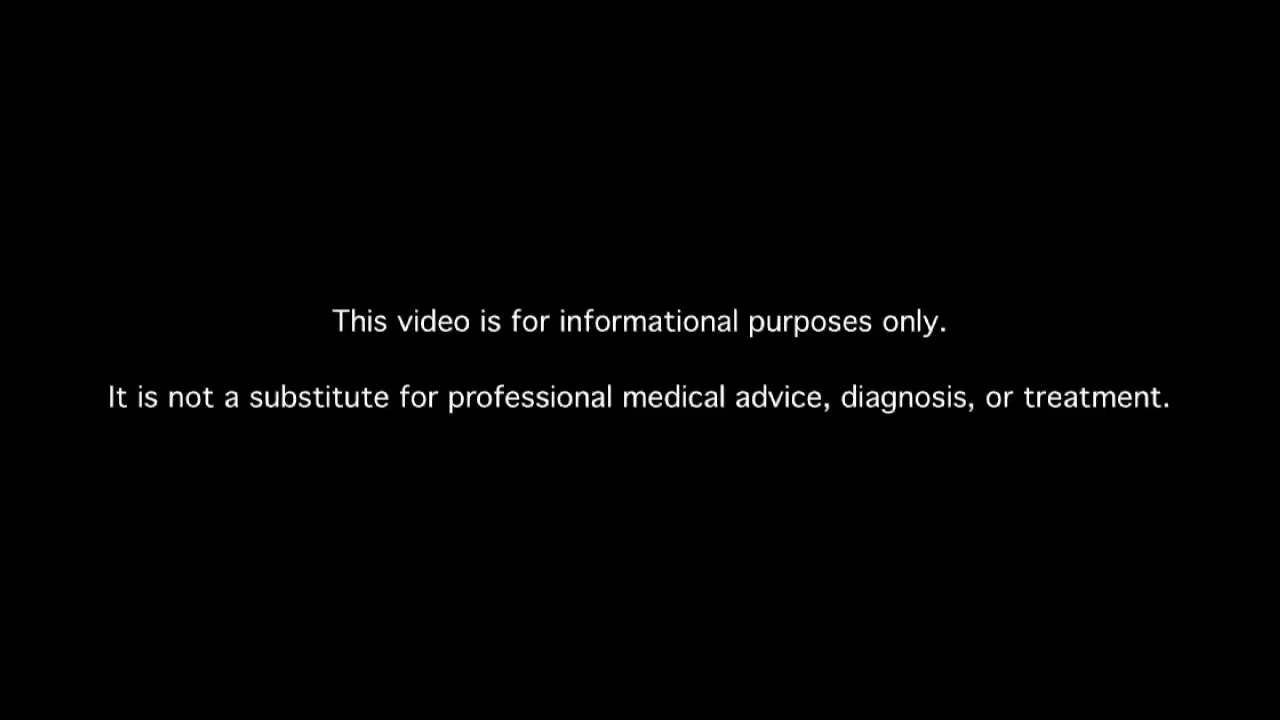 This video is for informational purposes only.
It is not a substitute for professional medical advice, diagnosis, or treatment.